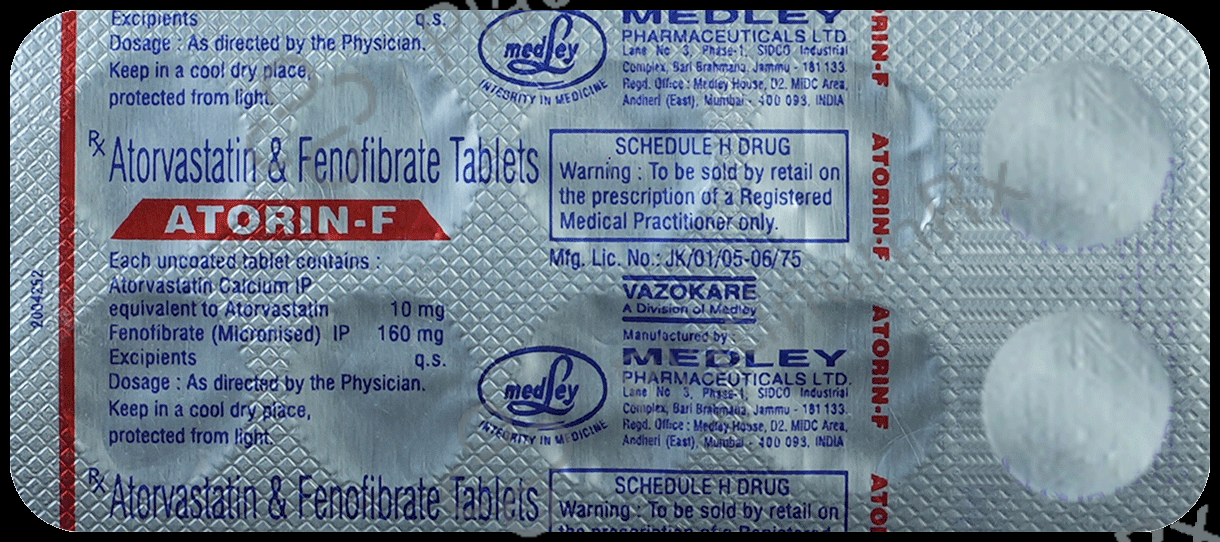 Excipients q.s.
Dosage : As directed by the Physician.
Keep in a cool dry place,
protected from light.
Rx Atorvastatin & Fenofibrate Tablets
ATORIN-F
Each uncoated tablet contains :
Atorvastatin Calcium IP
equivalent to Atorvastatin 10 mg
Fenofibrate (Micronised) IP 160 mg
Excipients q.s.
Dosage : As directed by the Physician.
Keep in a cool dry place,
protected from light.
Rx Atorvastatin & Fenofibrate Tablets
medley
INTEGRITY IN MEDICINE
MEDLEY
PHARMACEUTICALS LTD.
Lane No 3, Phase-1, SIDCO Industrial
Complex, Bari Brahmana, Jammu - 181 133.
Regd. Office : Medley House, D2, MIDC Area,
Andheri (East), Mumbai - 400 093, INDIA
SCHEDULE H DRUG
Warning : To be sold by retail on
the prescription of a Registered
Medical Practitioner only.
Mfg. Lic. No.: JK/01/05-06/75
VAZOKARE
A Division of Medley
Manufactured by :
medley
INTEGRITY IN MEDICINE
MEDLEY
PHARMACEUTICALS LTD.
Lane No 3, Phase-1, SIDCO Industrial
Complex, Bari Brahmana, Jammu - 181 133.
Regd. Office : Medley House, D2, MIDC Area,
Andheri (East), Mumbai - 400 093, INDIA
SCHEDULE H DRUG
Warning : To be sold by retail on
the prescription of a Registered
RIN-F
ATORIN-F
ATORIN-F
ATO